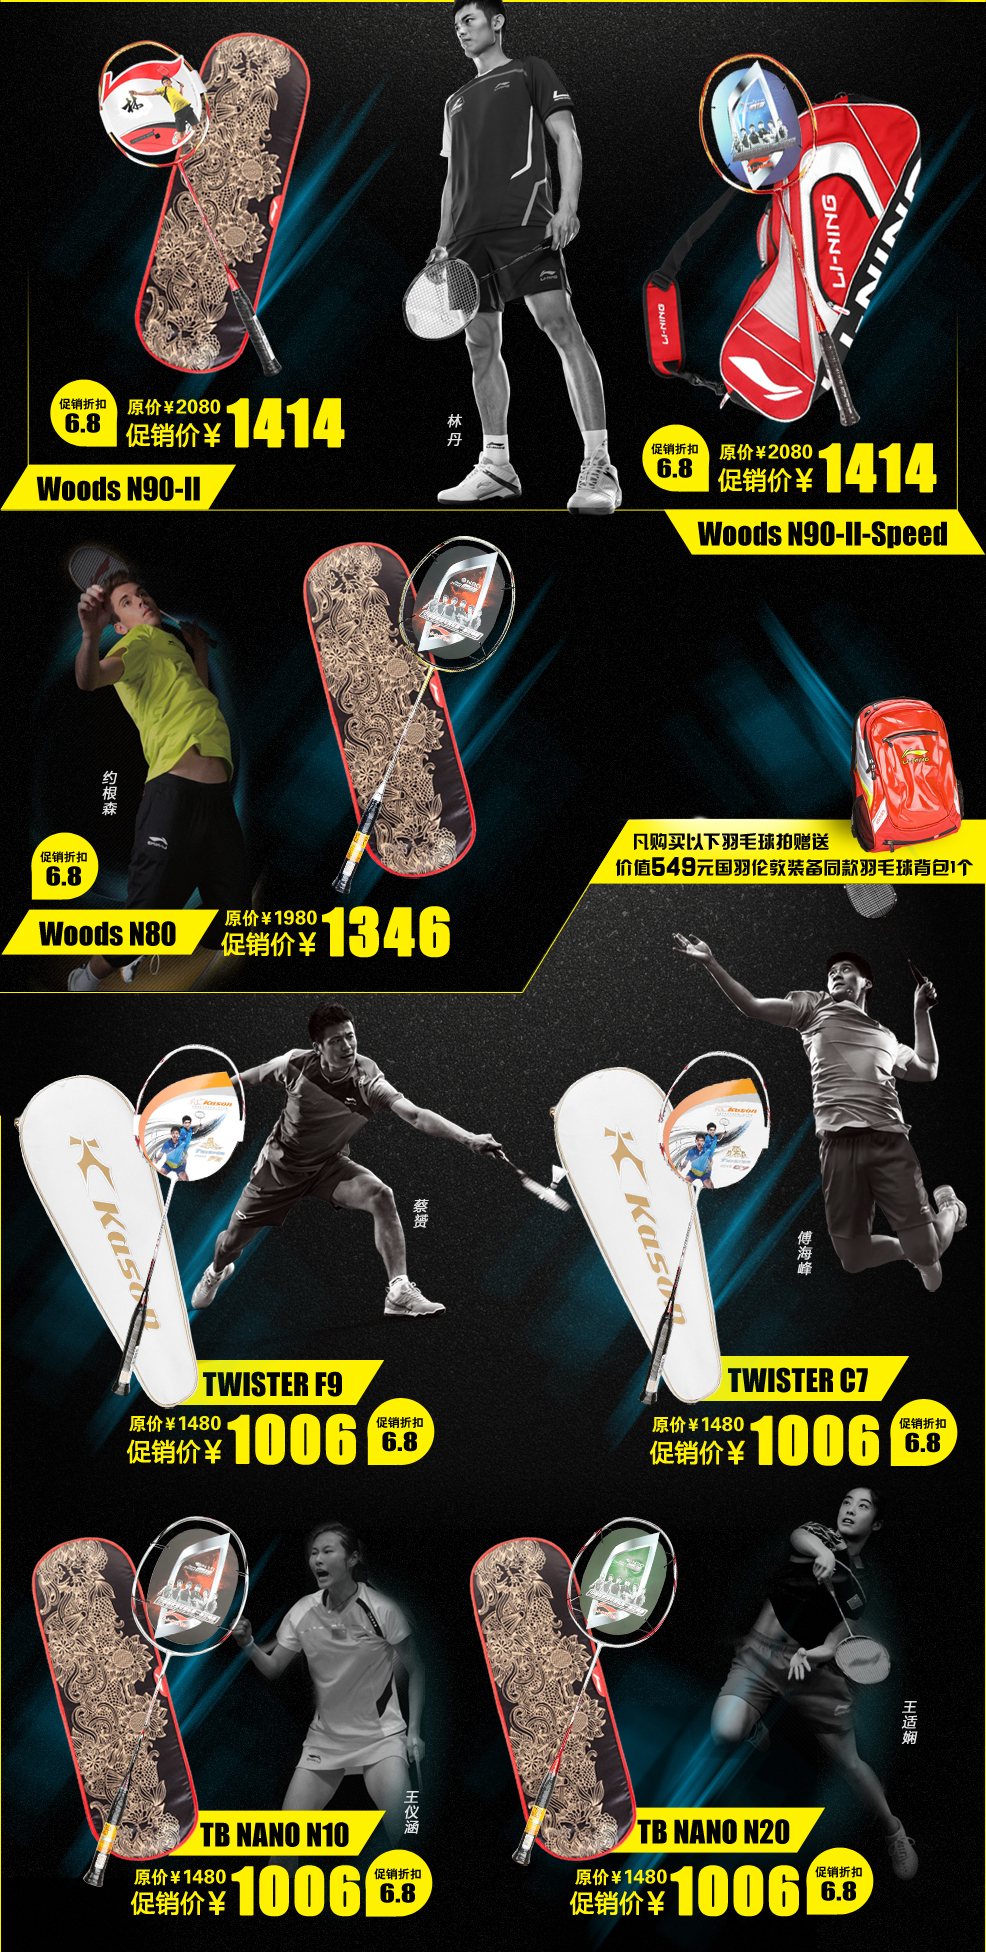 LI-NING
LI-NING
促销折扣
6.8
原价¥2080
促销价¥1414
Woods N90-II
林丹
促销折扣
6.8
原价¥2080
促销价¥1414
Woods N90-II-Speed
约根森
促销折扣
6.8
Woods N80
原价¥1980
促销价¥1346
凡购买以下羽毛球拍赠送
价值549元国羽伦敦装备同款羽毛球背包1个
Kason
Kason
蔡赟
TWISTER F9
原价¥1480
促销价¥1006
促销折扣
6.8
Kason
Kason
傅海峰
TWISTER C7
原价¥1480
促销价¥1006
促销折扣
6.8
王仪涵
TB NANO N10
原价¥1480
促销价¥1006
促销折扣
6.8
王适娴
TB NANO N20
原价¥1480
促销价¥1006
促销折扣
6.8